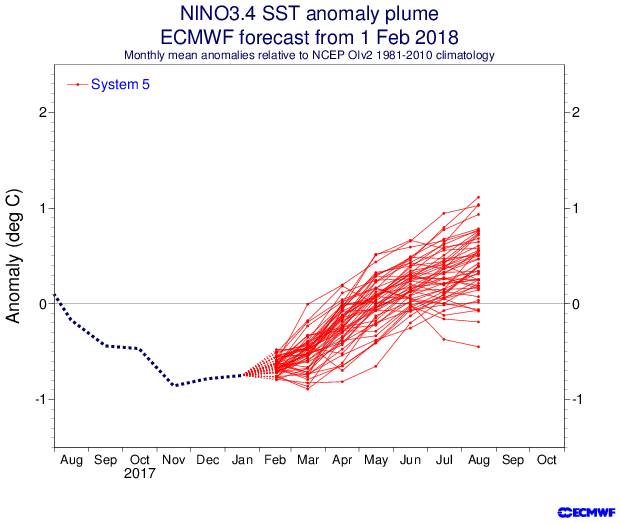 NINO3.4 SST anomaly plume
ECMWF forecast from 1 Feb 2018
Monthly mean anomalies relative to NCEP OIv2 1981-2010 climatology
System 5
2 2
1 1
0 0
-1 -1
Anomaly (deg C)
Aug Sep Oct Nov Dec Jan Feb Mar Apr May Jun Jul Aug Sep Oct
2017
ECMWF